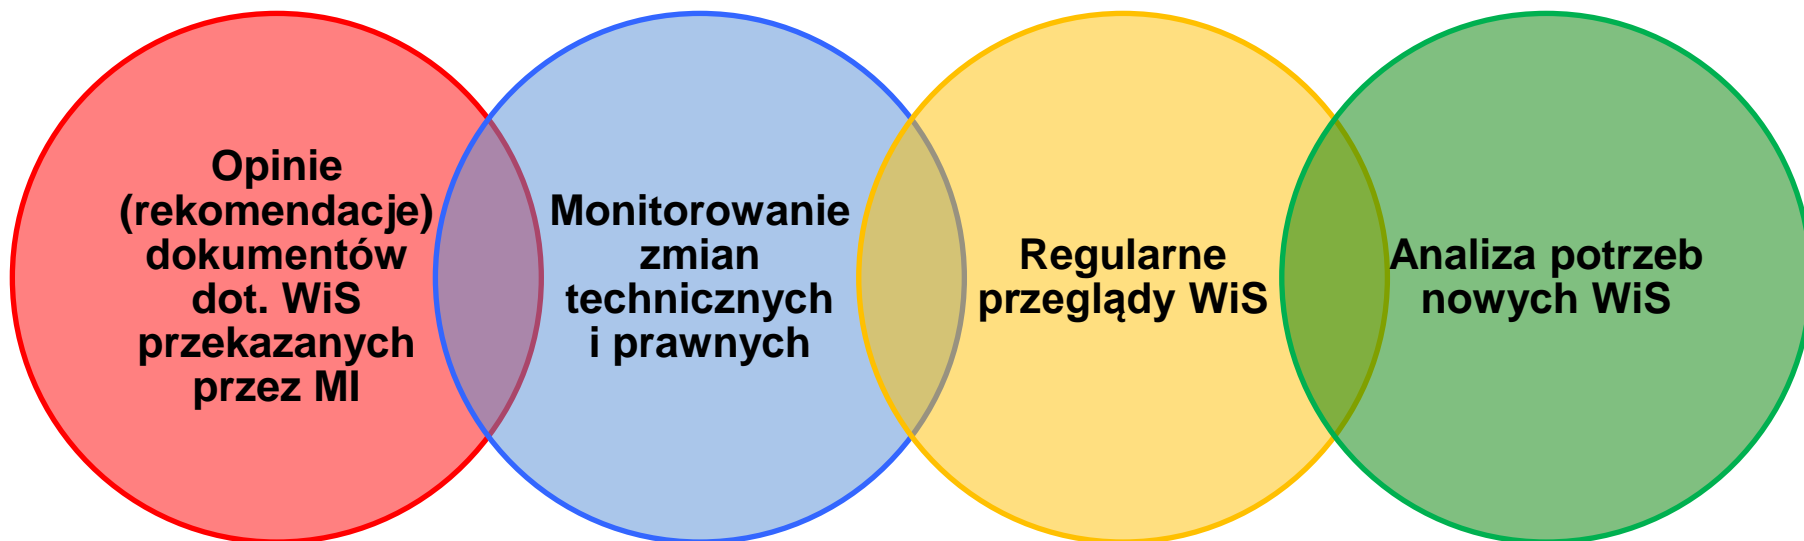 Opinie
(rekomendacje)
dokumentów
dot. WiS
przekazanych
przez MI
Monitorowanie
zmian
technicznych
i prawnych
Regularne
przeglądy WiS
Analiza potrzeb
nowych WiS